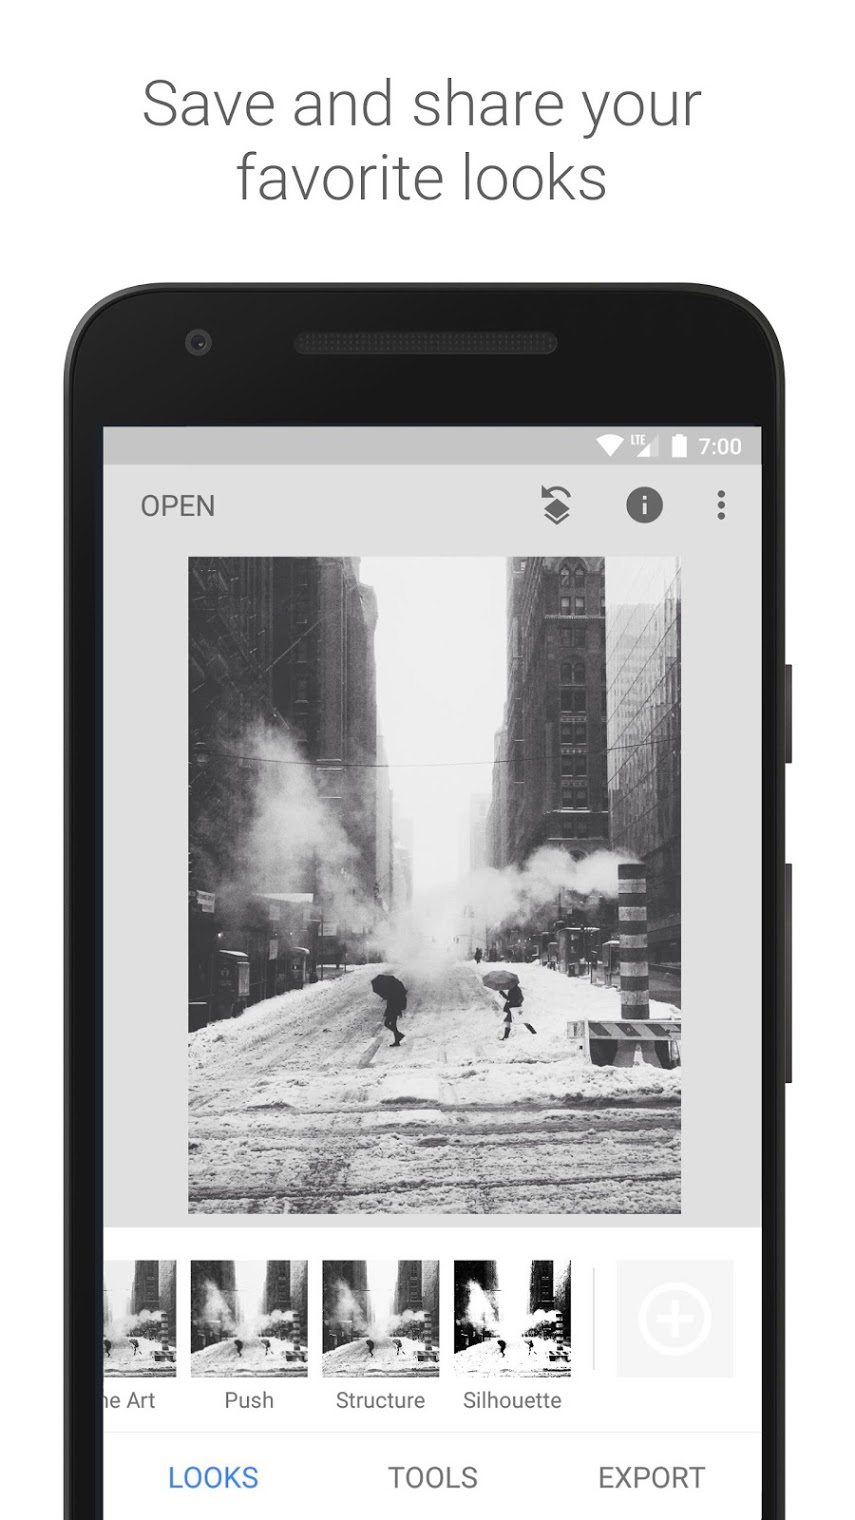 Save and share your
favorite looks
LTE 7:00
OPEN
ne Art Push Structure Silhouette
LOOKS TOOLS EXPORT